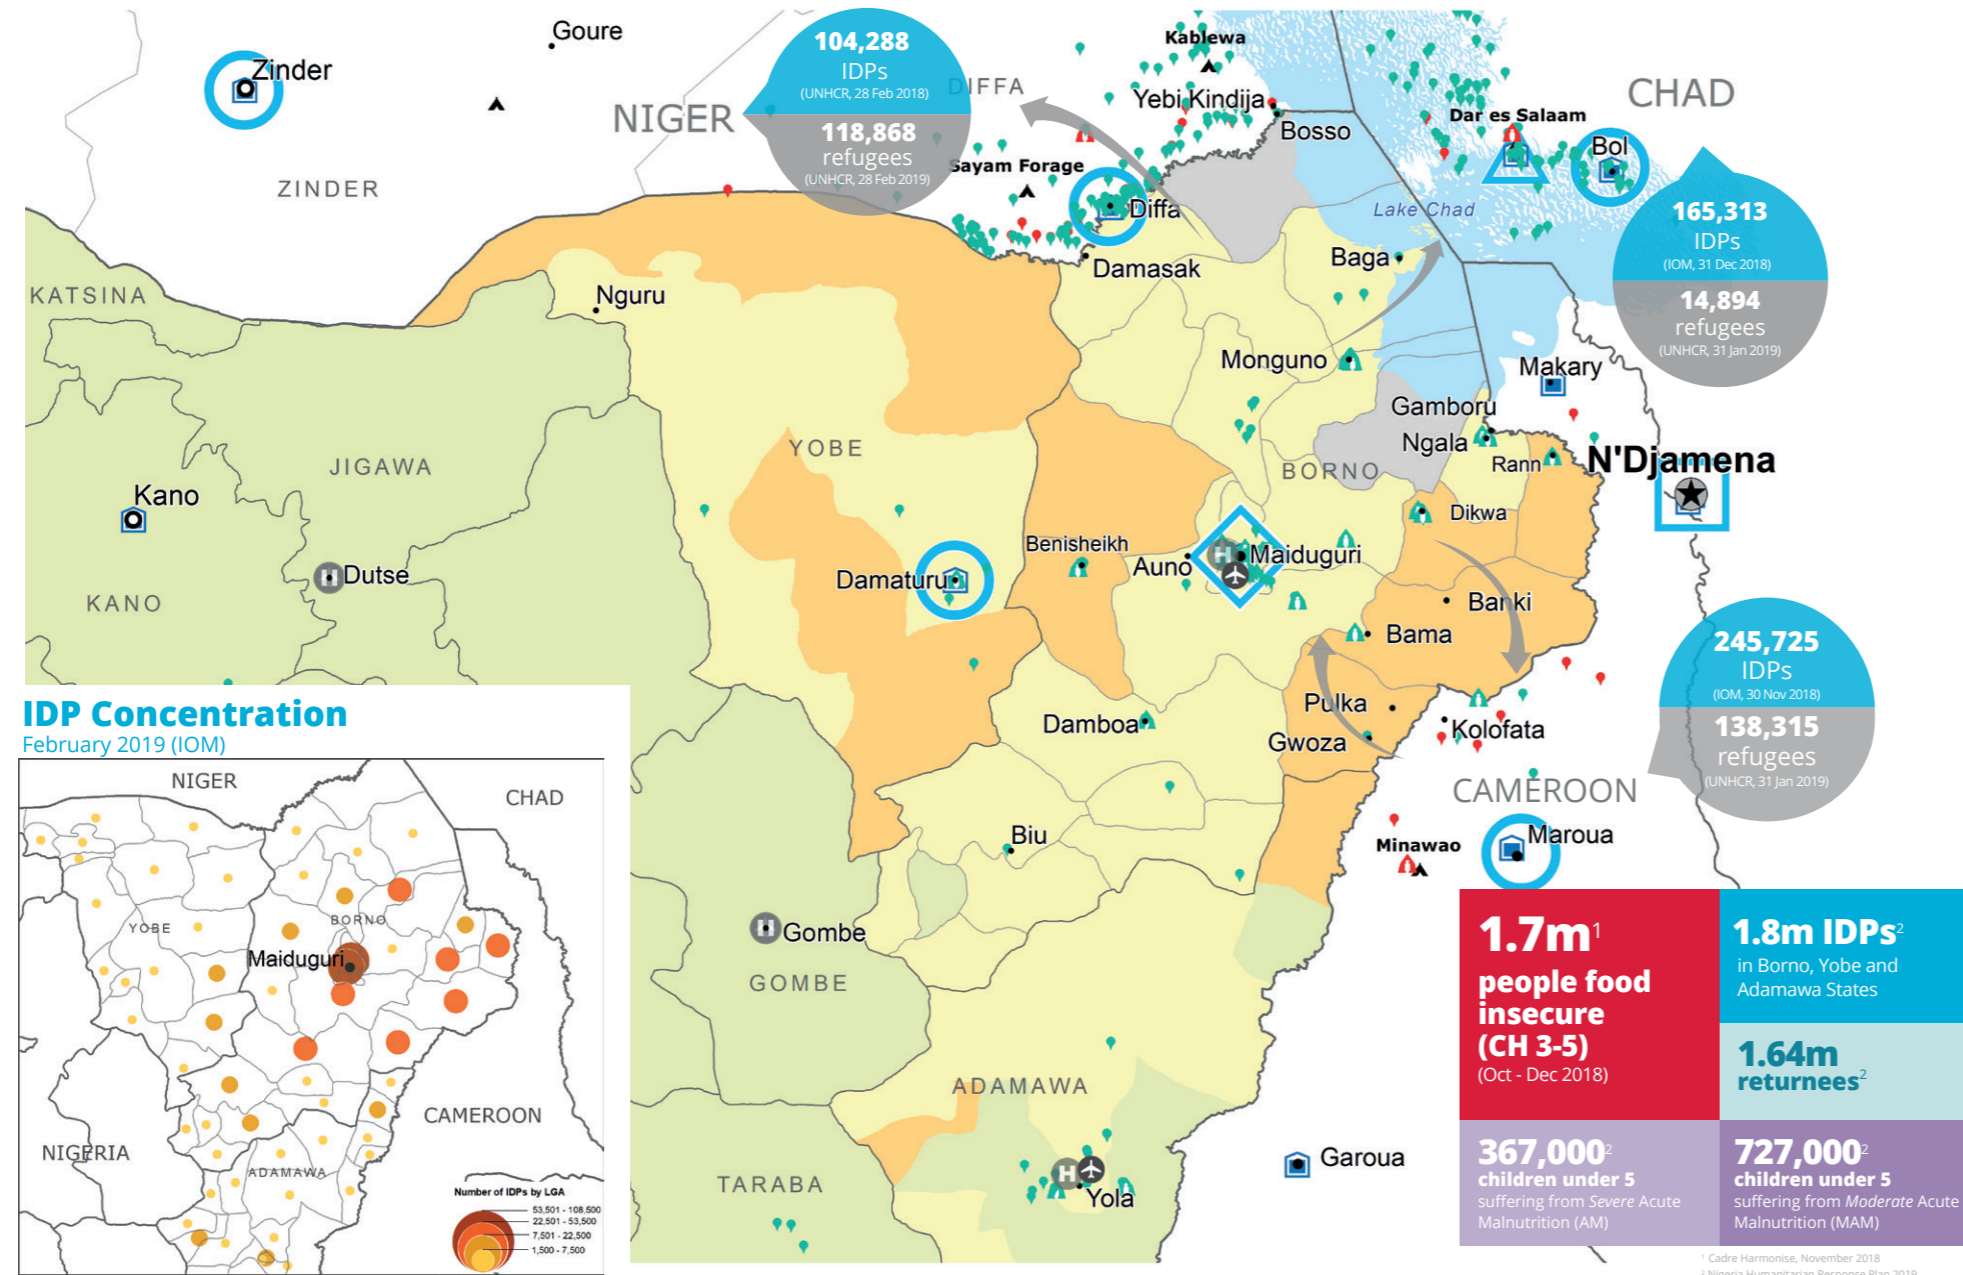 Goure
Zinder
104,288
IDPs
(UNHCR, 28 Feb 2018)
118,868
refugees
(UNHCR, 28 Feb 2019)
NIGER
DIFFA
ZINDER
Kablewa
Yebi Kindija
Bosso
Sayam Forage
Diffa
Damasak
CHAD
Dar es Salaam
Bol
Lake Chad
165,313
IDPs
(IOM, 31 Dec 2018)
14,894
refugees
(UNHCR, 31 Jan 2019)
KATSINA
Nguru
Baga
Monguno
Makary
Gamboru
Ngala
Rann
N'Djamena
YOBE
BORNO
JIGAWA
Kano
Dikwa
Benisheikh
Auno
H
Maiduguri
H
Dutse
KANO
Damaturu
Banki
Bama
245,725
IDPs
(IOM, 30 Nov 2018)
138,315
refugees
(UNHCR, 31 Jan 2019)
Pulka
Damboa
Gwoza
Kolofata
CAMEROON
Biu
Minawao
Maroua
H
Gombe
GOMBE
ADAMAWA
TARABA
H
Yola
Garoua
IDP Concentration
February 2019 (IOM)
NIGER
CHAD
YOBE
BORNO
Maiduguri
CAMEROON
NIGERIA
ADAMAWA
Number of IDPs by LGA
53,501 - 108,500
22,501 - 53,500
7,501 - 22,500
1,500 - 7,500
1.7m1
people food
insecure
(CH 3-5)
(Oct - Dec 2018)
1.8m IDPs2
in Borno, Yobe and
Adamawa States
1.64m
returnees2
367,0002
children under 5
suffering from Severe Acute
Malnutrition (AM)
727,0002
children under 5
suffering from Moderate Acute
Malnutrition (MAM)
1 Cadre Harmonise, November 2018
2 Nigeria Humanitarian Response Plan 2019